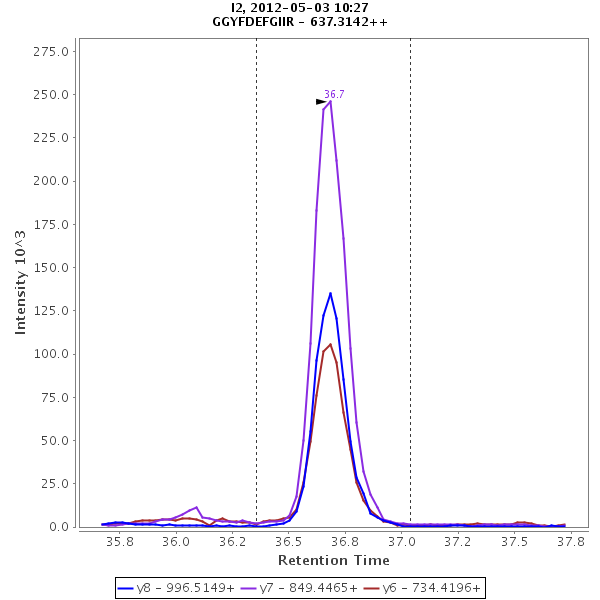 I2, 2012-05-03 10:27
GGYFDEFGIIR - 637.3142++
275.0
250.0
225.0
200.0
175.0
150.0
125.0
100.0
75.0
50.0
25.0
0.0
Intensity 10^3
36.7
35.8 36.0 36.3 36.5 36.8 37.0 37.3 37.5 37.8
Retention Time
y8 - 996.5149+ y7 - 849.4465+ y6 - 734.4196+